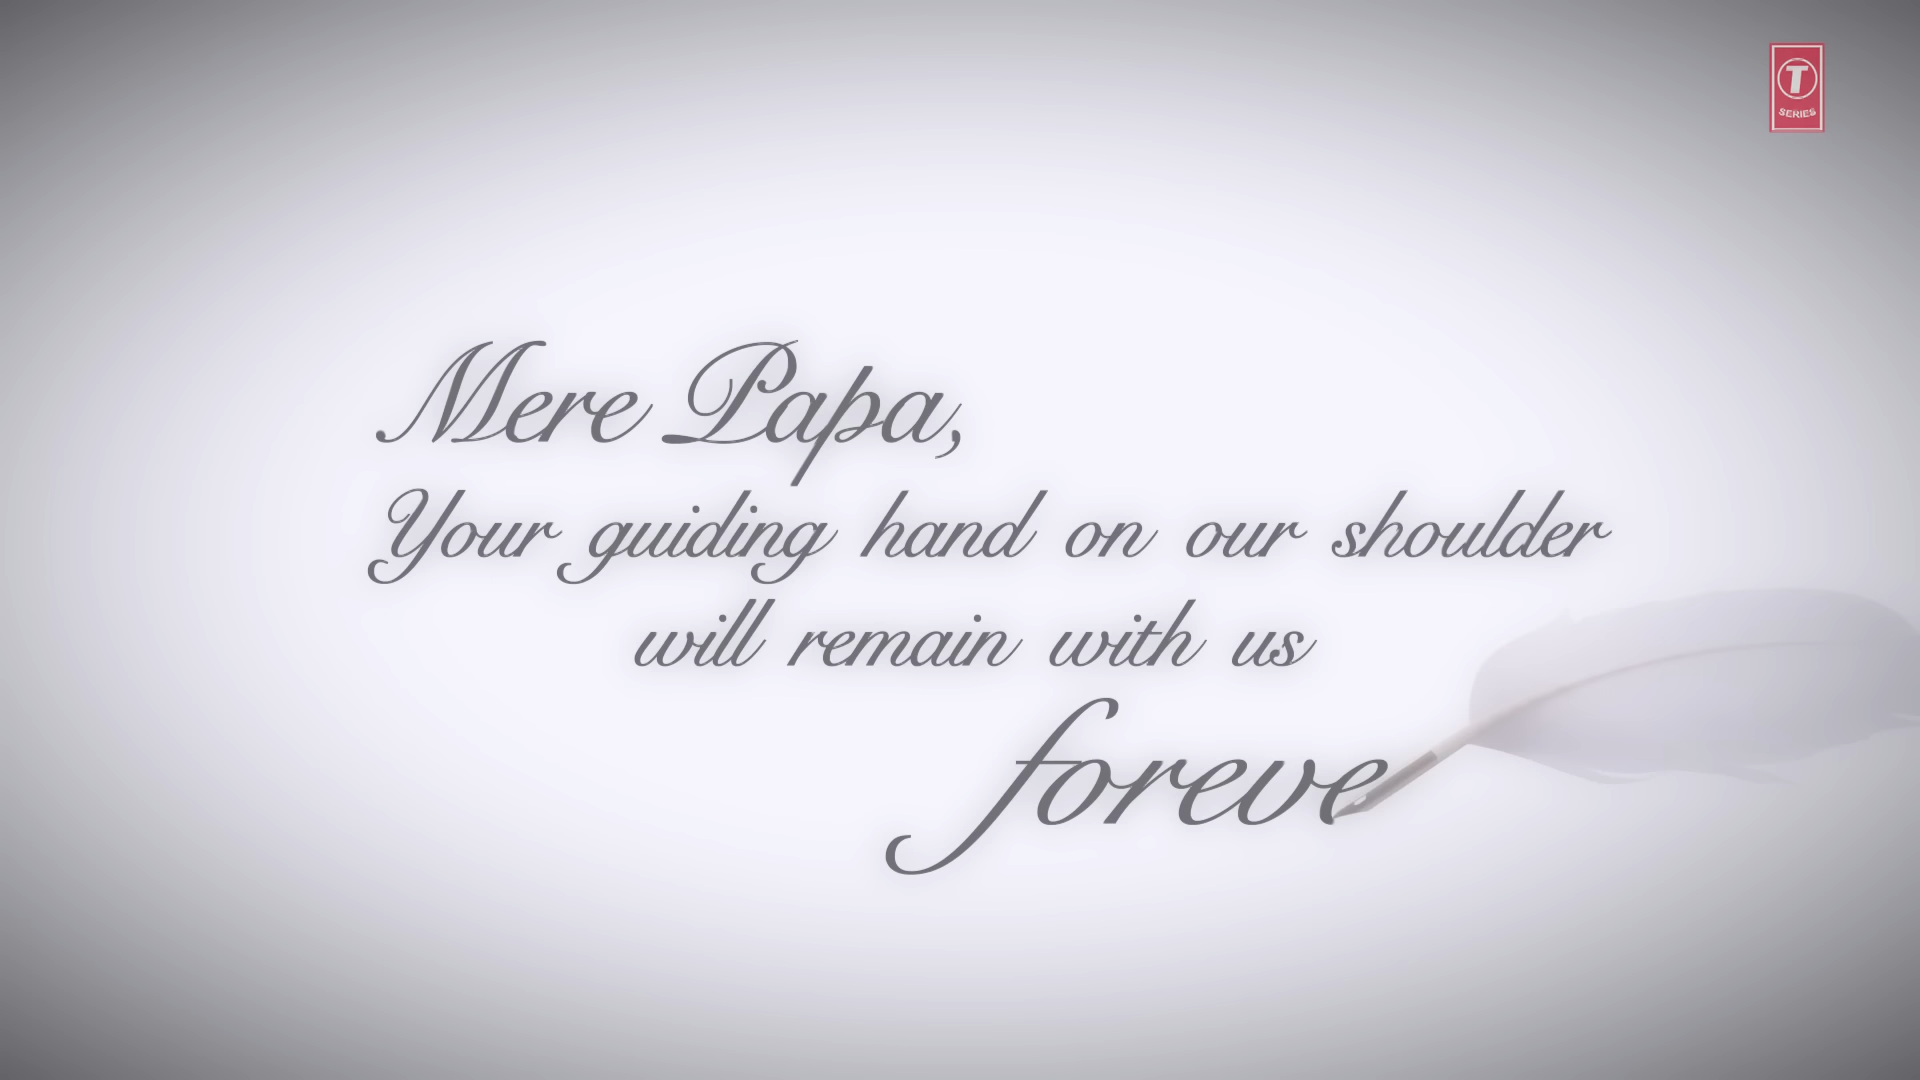 T
SERIES
Mere Papa,
Your guiding hand on our shoulder
will remain with us
foreve